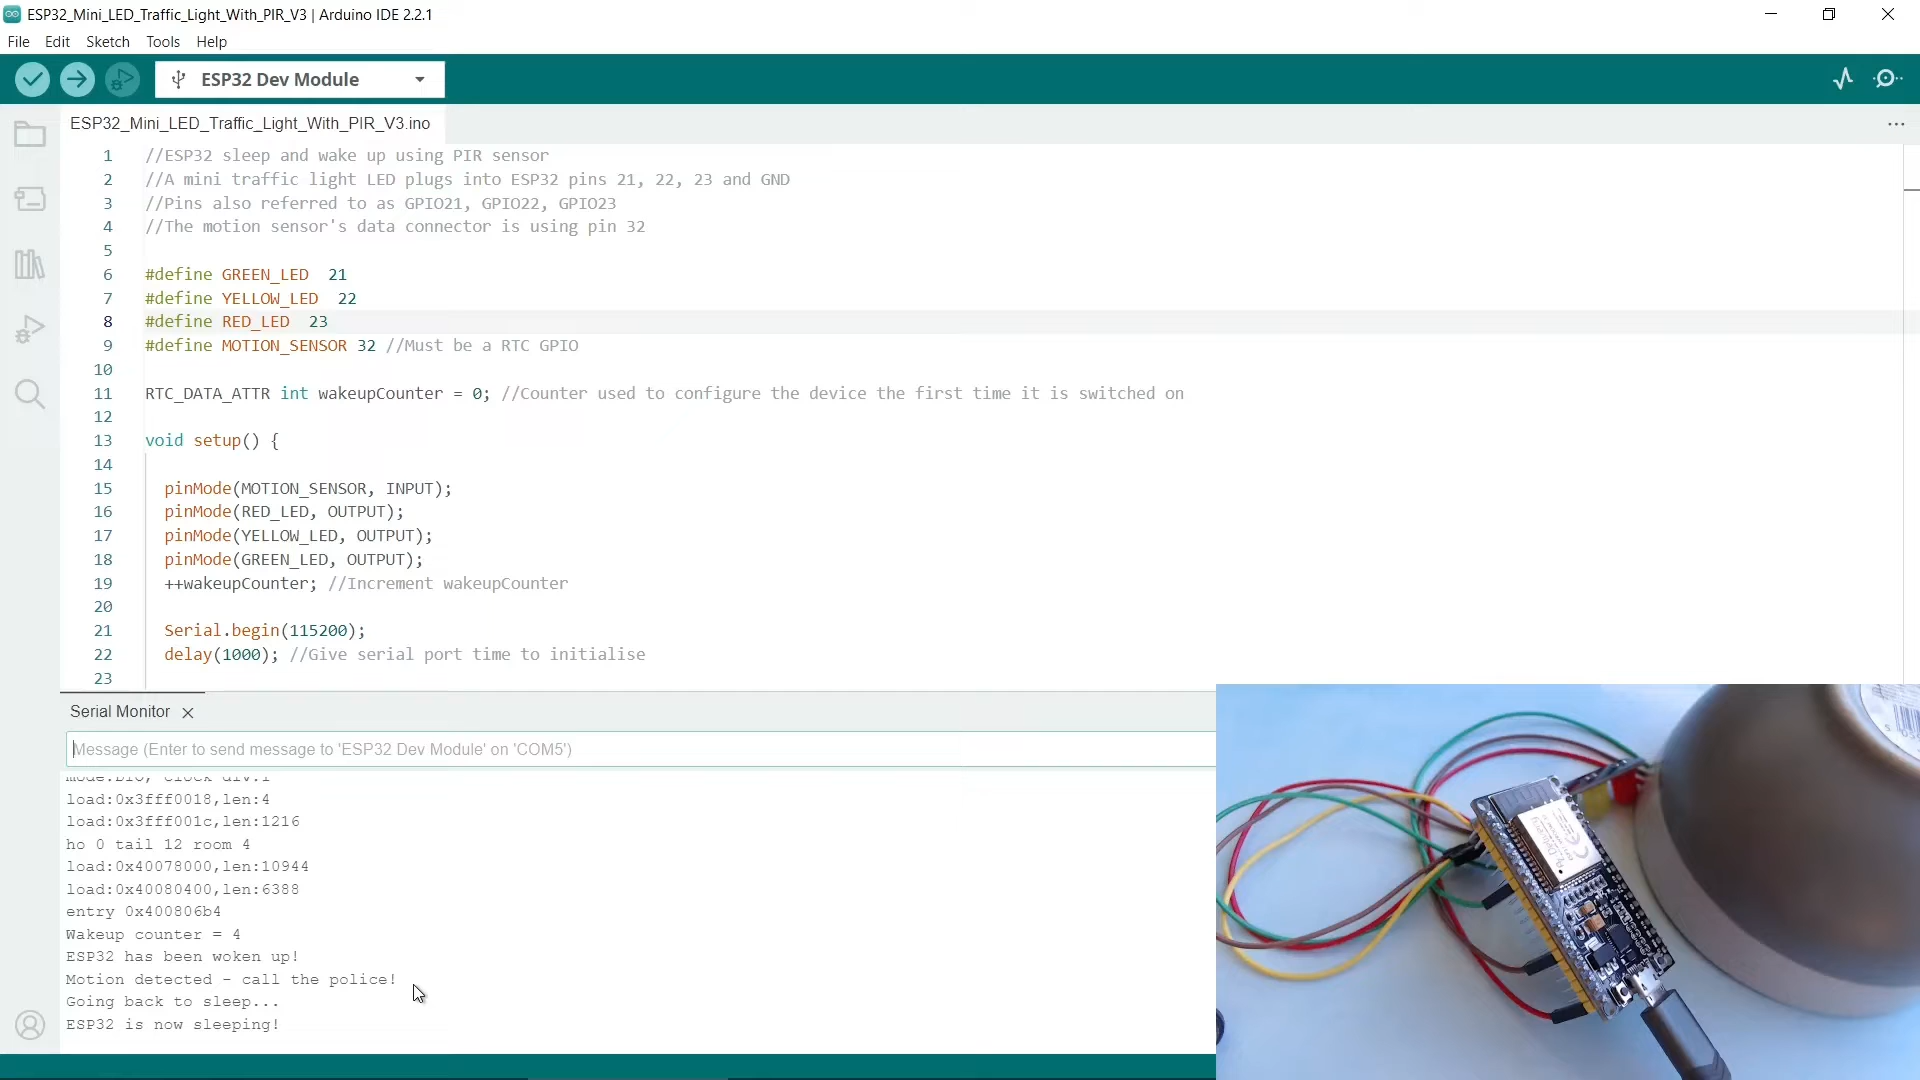 ESP32_Mini_LED_Traffic_Light_With_PIR_V3 | Arduino IDE 2.2.1
File Edit Sketch Tools Help
ESP32 Dev Module
ESP32_Mini_LED_Traffic_Light_With_PIR_V3.ino
1 //ESP32 sleep and wake up using PIR sensor
2 //A mini traffic light LED plugs into ESP32 pins 21, 22, 23 and GND
3 //Pins also referred to as GPIO21, GPIO22, GPIO23
4 //The motion sensor's data connector is using pin 32
5
6 #define GREEN_LED  21
7 #define YELLOW_LED  22
8 #define RED_LED  23
9 #define MOTION_SENSOR 32 //Must be a RTC GPIO
10
11 RTC_DATA_ATTR int wakeupCounter = 0; //Counter used to configure the device the first time it is switched on
12
13 void setup() {
14
15 pinMode(MOTION_SENSOR, INPUT);
16 pinMode(RED_LED, OUTPUT);
17 pinMode(YELLOW_LED, OUTPUT);
18 pinMode(GREEN_LED, OUTPUT);
19 ++wakeupCounter; //Increment wakeupCounter
20
21 Serial.begin(115200);
22 delay(1000); //Give serial port time to initialise
23
Serial Monitor
Message (Enter to send message to 'ESP32 Dev Module' on 'COM5')
mode:DIO, clock div:1
load:0x3fff0018,len:4
load:0x3fff001c,len:1216
ho 0 tail 12 room 4
load:0x40078000,len:10944
load:0x40080400,len:6388
entry 0x400806b4
Wakeup counter = 4
ESP32 has been woken up!
Motion detected - call the police!
Going back to sleep...
ESP32 is now sleeping!